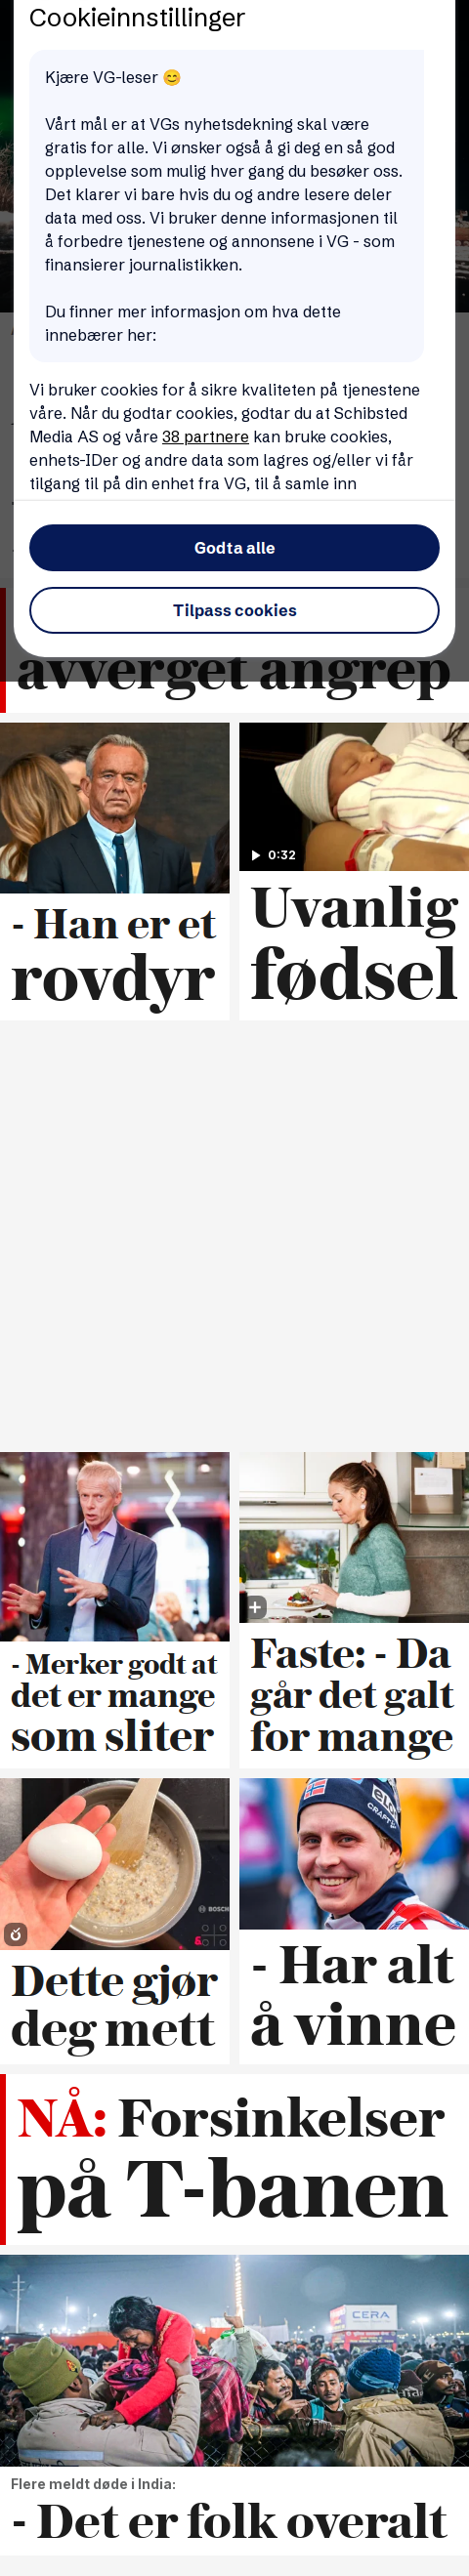 Cookieinnstillinger
Kjære VG-leser 😊
Vårt mål er at VGs nyhetsdekning skal være
gratis for alle. Vi ønsker også å gi deg en så god
opplevelse som mulig hver gang du besøker oss.
Det klarer vi bare hvis du og andre lesere deler
data med oss. Vi bruker denne informasjonen til
å forbedre tjenestene og annonsene i VG - som
finansierer journalistikken.
Du finner mer informasjon om hva dette
innebærer her:
Vi bruker cookies for å sikre kvaliteten på tjenestene
våre. Når du godtar cookies, godtar du at Schibsted
Media AS og våre 38 partnere kan bruke cookies,
enhets-IDer og andre data som lagres og/eller vi får
tilgang til på din enhet fra VG, til å samle inn
Godta alle
Tilpass cookies
avverget angrep
0:32
- Han er et
rovdyr
Uvanlig
fødsel
- Merker godt at
det er mange
som sliter
Faste: - Da
går det galt
for mange
BOSCH
ELON
CRAFT
Dette gjør
deg mett
- Har alt
å vinne
NÅ: Forsinkelser
på T-banen
CERA
Flere meldt døde i India:
- Det er folk overalt